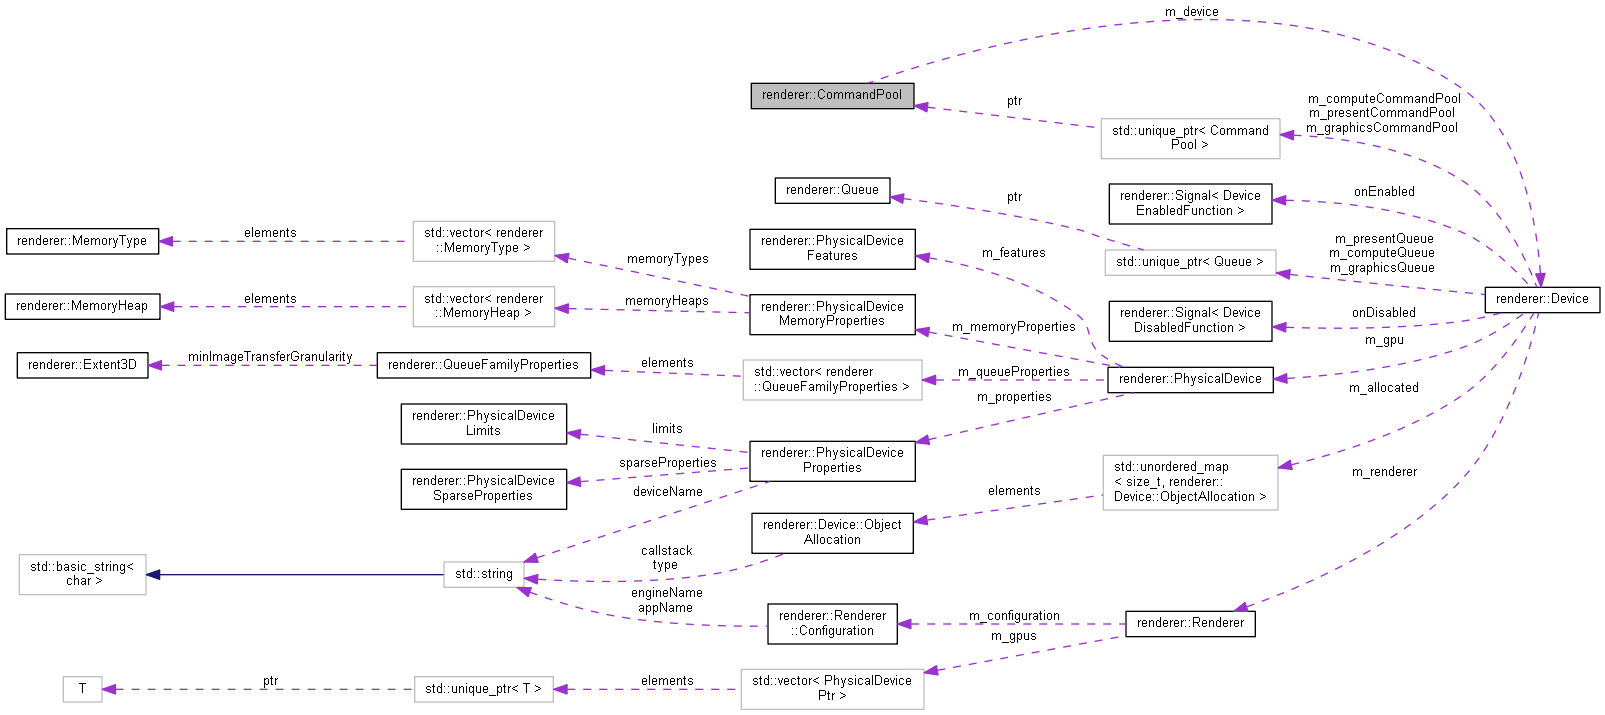 m_device
renderer::CommandPool
ptr
m_computeCommandPool
m_presentCommandPool
m_graphicsCommandPool
std::unique_ptr< Command
Pool >
renderer::Queue
ptr
renderer::Signal< Device
EnabledFunction >
onEnabled
renderer::MemoryType
elements
std::vector< renderer
::MemoryType >
memoryTypes
renderer::PhysicalDevice
Features
m_features
std::unique_ptr< Queue >
m_presentQueue
m_computeQueue
m_graphicsQueue
renderer::Device
renderer::MemoryHeap
elements
std::vector< renderer
::MemoryHeap >
memoryHeaps
renderer::PhysicalDevice
MemoryProperties
m_memoryProperties
renderer::Signal< Device
DisabledFunction >
onDisabled
m_gpu
renderer::Extent3D
minImageTransferGranularity
renderer::QueueFamilyProperties
elements
std::vector< renderer
::QueueFamilyProperties >
m_queueProperties
m_properties
renderer::PhysicalDevice
m_allocated
renderer::PhysicalDevice
Limits
limits
renderer::PhysicalDevice
Properties
renderer::PhysicalDevice
SparseProperties
sparseProperties
deviceName
elements
std::unordered_map
< size_t, renderer::
Device::ObjectAllocation >
m_renderer
renderer::Device::Object
Allocation
callstack
type
std::basic_string<
char >
std::string
engineName
appName
renderer::Renderer
::Configuration
m_configuration
m_gpus
renderer::Renderer
T
ptr
std::unique_ptr< T >
elements
std::vector< PhysicalDevice
Ptr >